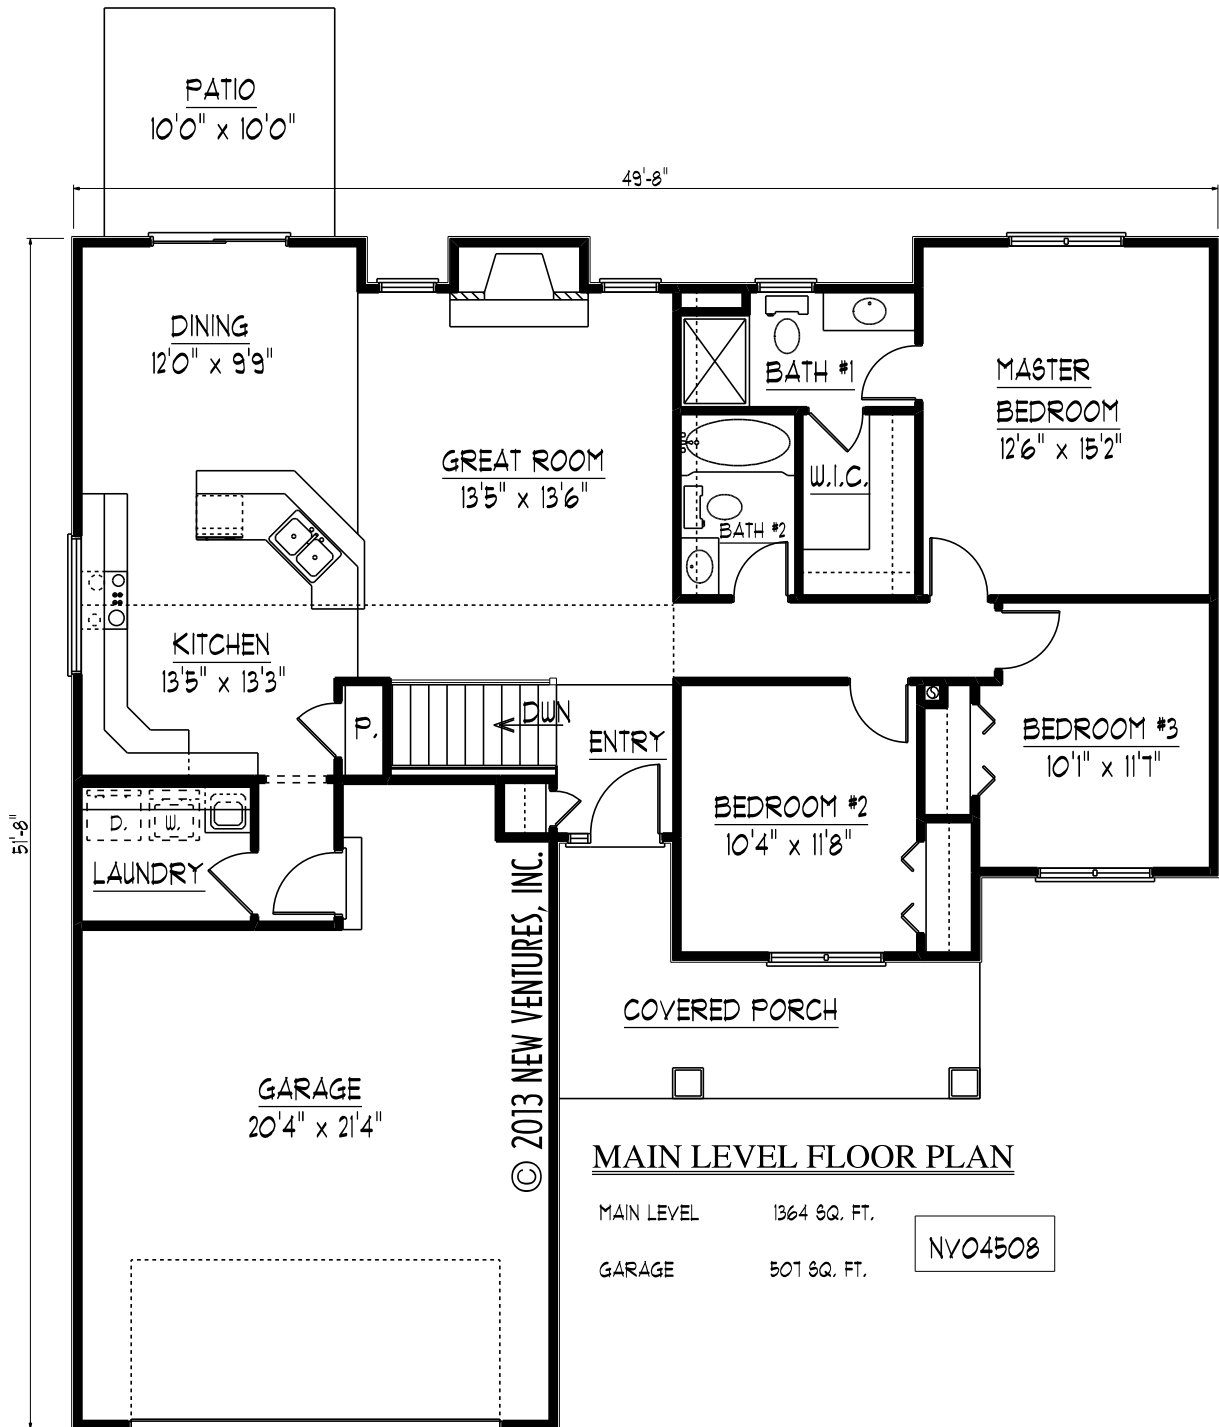 PATIO
10'0" x 10'0"
49'-8"
DINING
12'0" x 9'9"
MASTER
BEDROOM
12'6" x 15'2"
BATH #1
GREAT ROOM
13'5" x 13'6"
W.I.C.
BATH #2
KITCHEN
13'5" x 13'3"
P.
DWN
ENTRY
BEDROOM #3
10'1" x 11'7"
BEDROOM #2
10'4" x 11'8"
D.
W.
LAUNDRY
51'-8"
© 2013 NEW VENTURES, INC.
COVERED PORCH
GARAGE
20'4" x 21'4"
MAIN LEVEL FLOOR PLAN
MAIN LEVEL 1364 SQ. FT.
GARAGE 507 SQ. FT.
NV04508